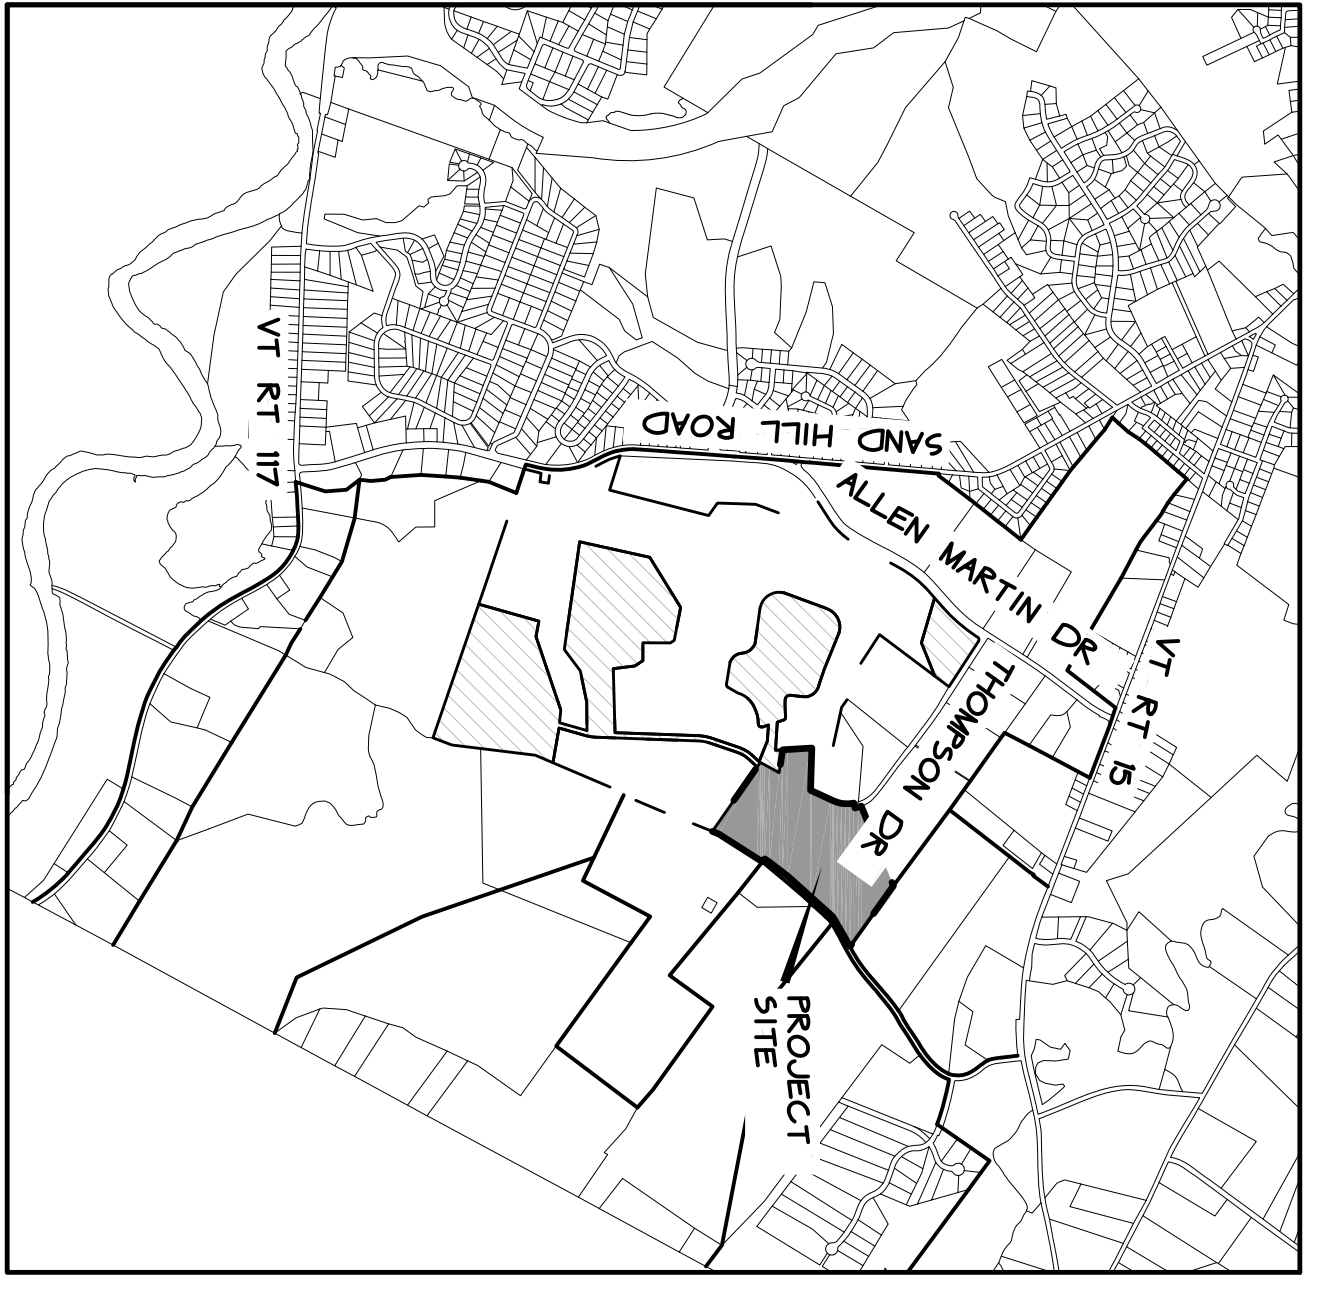 VT RT 117
SAND HILL ROAD
ALLEN MARTIN DR
VT RT 15
THOMPSON DR
PROJECT
SITE